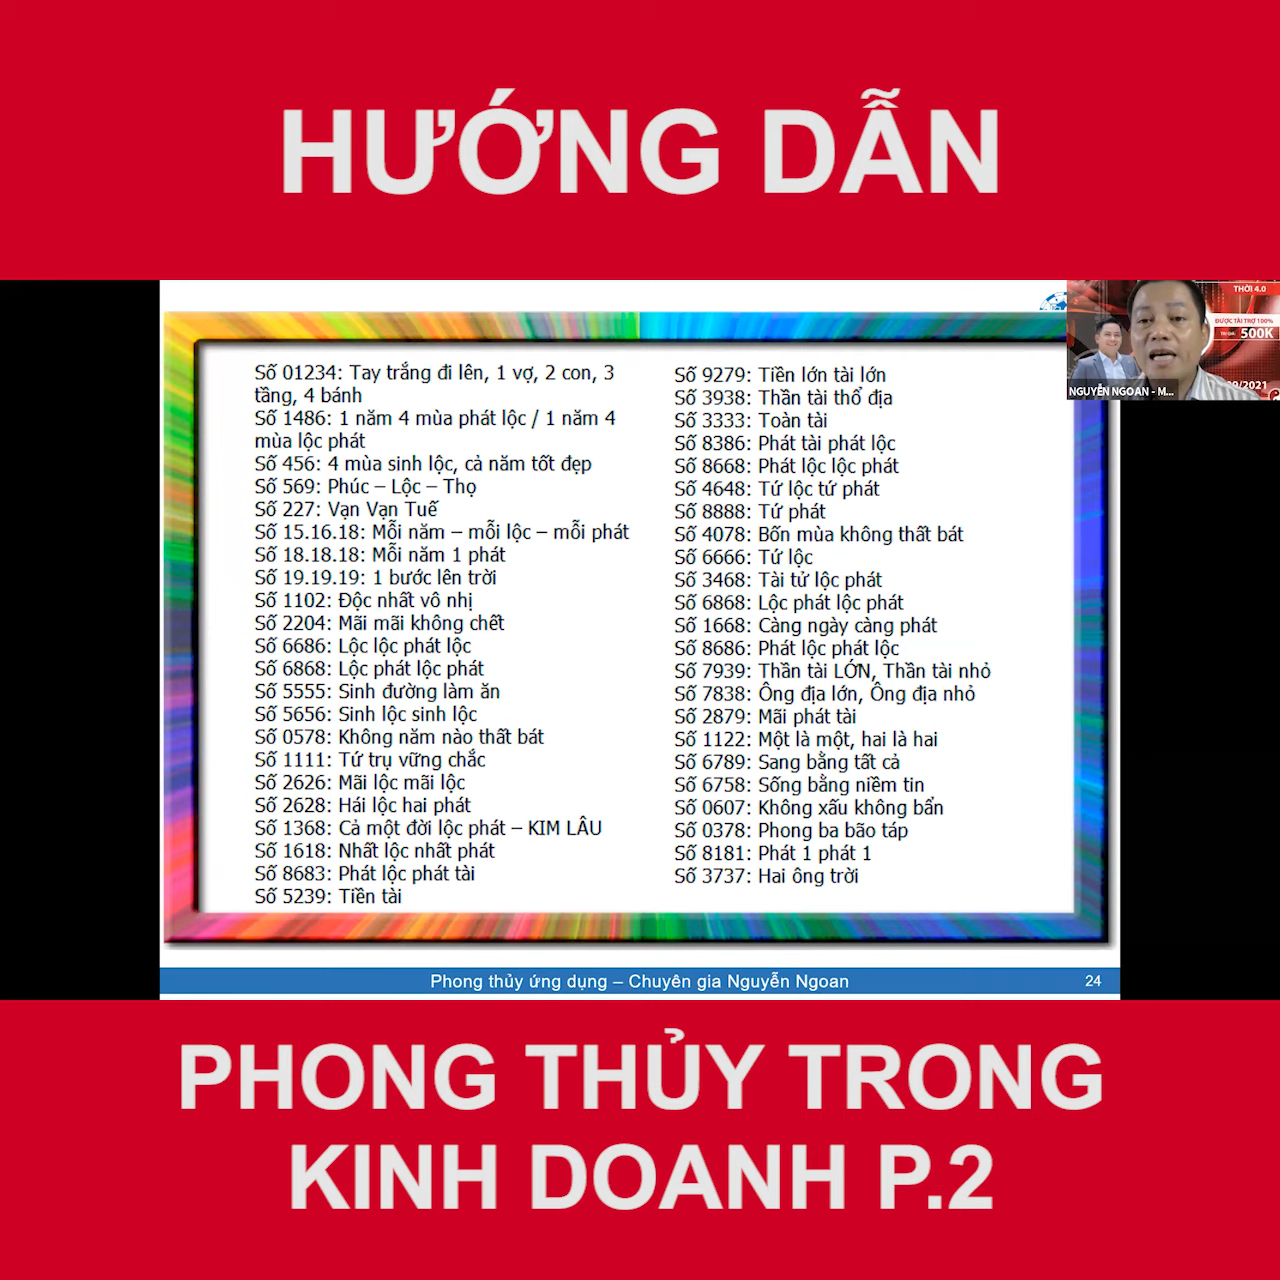 HƯỚNG DẪN
THỜI 4.0
ĐƯỢC TÀI TRỢ 100%
500K
NGUYỄN NGOAN - M...
/2021
Số 01234: Tay trắng đi lên, 1 vợ, 2 con, 3
tầng, 4 bánh
Số 1486: 1 năm 4 mùa phát lộc / 1 năm 4
mùa lộc phát
Số 456: 4 mùa sinh lộc, cả năm tốt đẹp
Số 569: Phúc – Lộc – Thọ
Số 227: Vạn Vạn Tuế
Số 15.16.18: Mỗi năm – mỗi lộc – mỗi phát
Số 18.18.18: Mỗi năm 1 phát
Số 19.19.19: 1 bước lên trời
Số 1102: Độc nhất vô nhị
Số 2204: Mãi mãi không chết
Số 6686: Lộc lộc phát lộc
Số 6868: Lộc phát lộc phát
Số 5555: Sinh đường làm ăn
Số 5656: Sinh lộc sinh lộc
Số 0578: Không năm nào thất bát
Số 1111: Tứ trụ vững chắc
Số 2626: Mãi lộc mãi lộc
Số 2628: Hái lộc hai phát
Số 1368: Cả một đời lộc phát – KIM LÂU
Số 1618: Nhất lộc nhất phát
Số 8683: Phát lộc phát tài
Số 5239: Tiền tài
Số 9279: Tiền lớn tài lớn
Số 3938: Thần tài thổ địa
Số 3333: Toàn tài
Số 8386: Phát tài phát lộc
Số 8668: Phát lộc lộc phát
Số 4648: Tứ lộc tứ phát
Số 8888: Tứ phát
Số 4078: Bốn mùa không thất bát
Số 6666: Tứ lộc
Số 3468: Tài tử lộc phát
Số 6868: Lộc phát lộc phát
Số 1668: Càng ngày càng phát
Số 8686: Phát lộc phát lộc
Số 7939: Thần tài LỚN, Thần tài nhỏ
Số 7838: Ông địa lớn, Ông địa nhỏ
Số 2879: Mãi phát tài
Số 1122: Một là một, hai là hai
Số 6789: Sang bằng tất cả
Số 6758: Sống bằng niềm tin
Số 0607: Không xấu không bẩn
Số 0378: Phong ba bão táp
Số 8181: Phát 1 phát 1
Số 3737: Hai ông trời
Phong thủy ứng dụng – Chuyên gia Nguyễn Ngoan
24
PHONG THỦY TRONG
KINH DOANH P.2